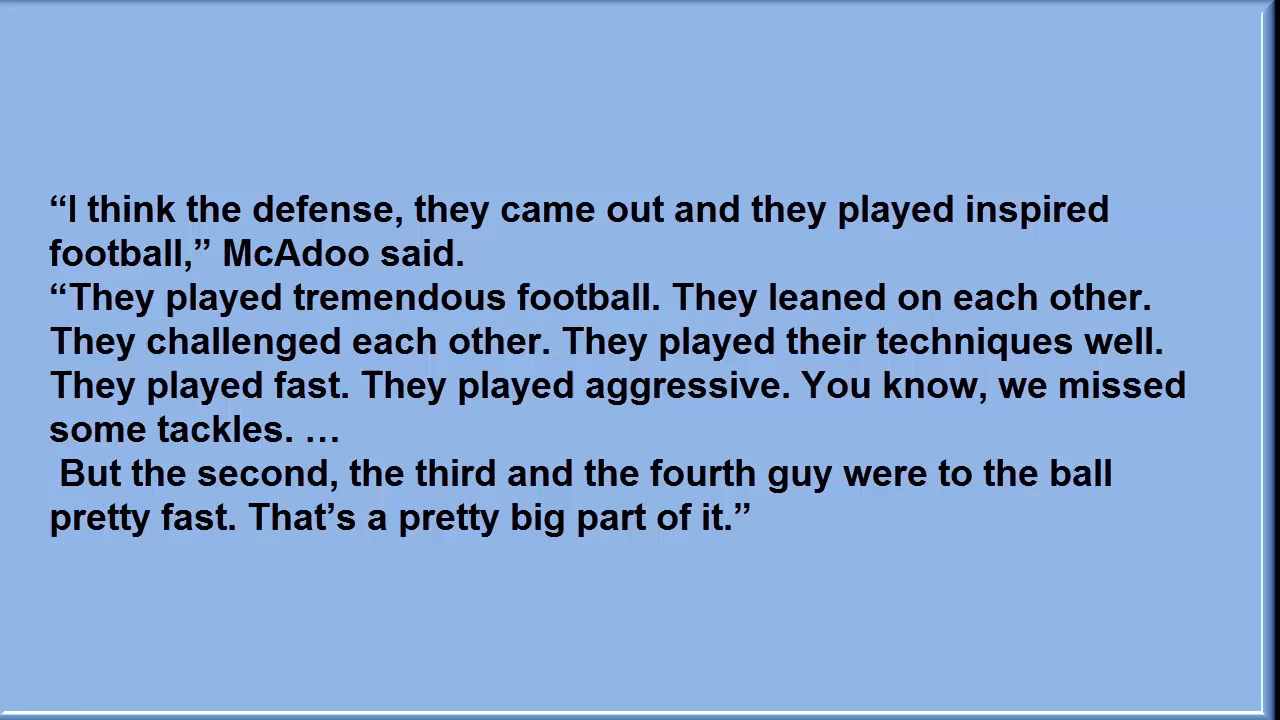 “I think the defense, they came out and they played inspired
football,” McAdoo said.
“They played tremendous football. They leaned on each other.
They challenged each other. They played their techniques well.
They played fast. They played aggressive. You know, we missed
some tackles. …
But the second, the third and the fourth guy were to the ball
pretty fast. That’s a pretty big part of it.”